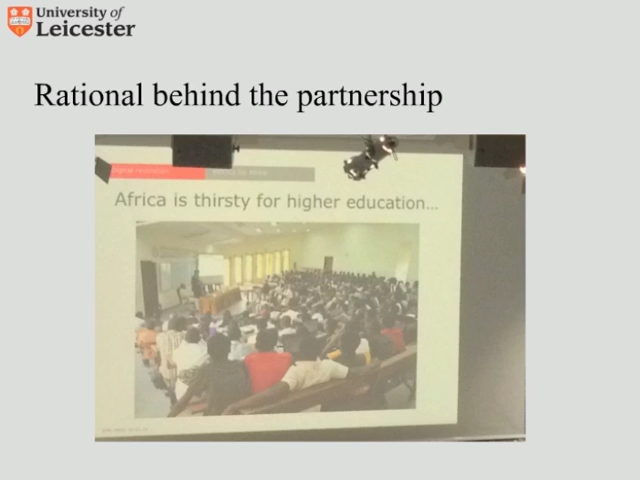 University of
Leicester
Rational behind the partnership
Africa is thirsty for higher education...